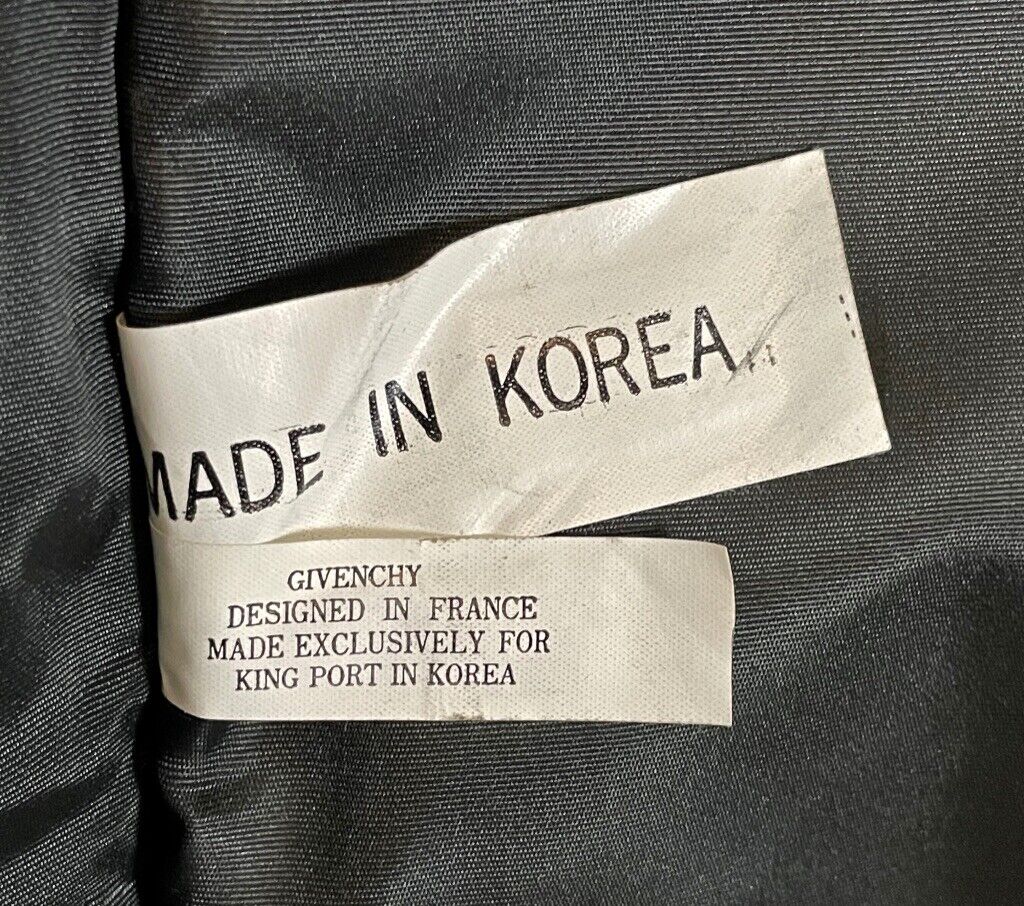 MADE IN KOREA
GIVENCHY
DESIGNED IN FRANCE
MADE EXCLUSIVELY FOR
KING PORT IN KOREA